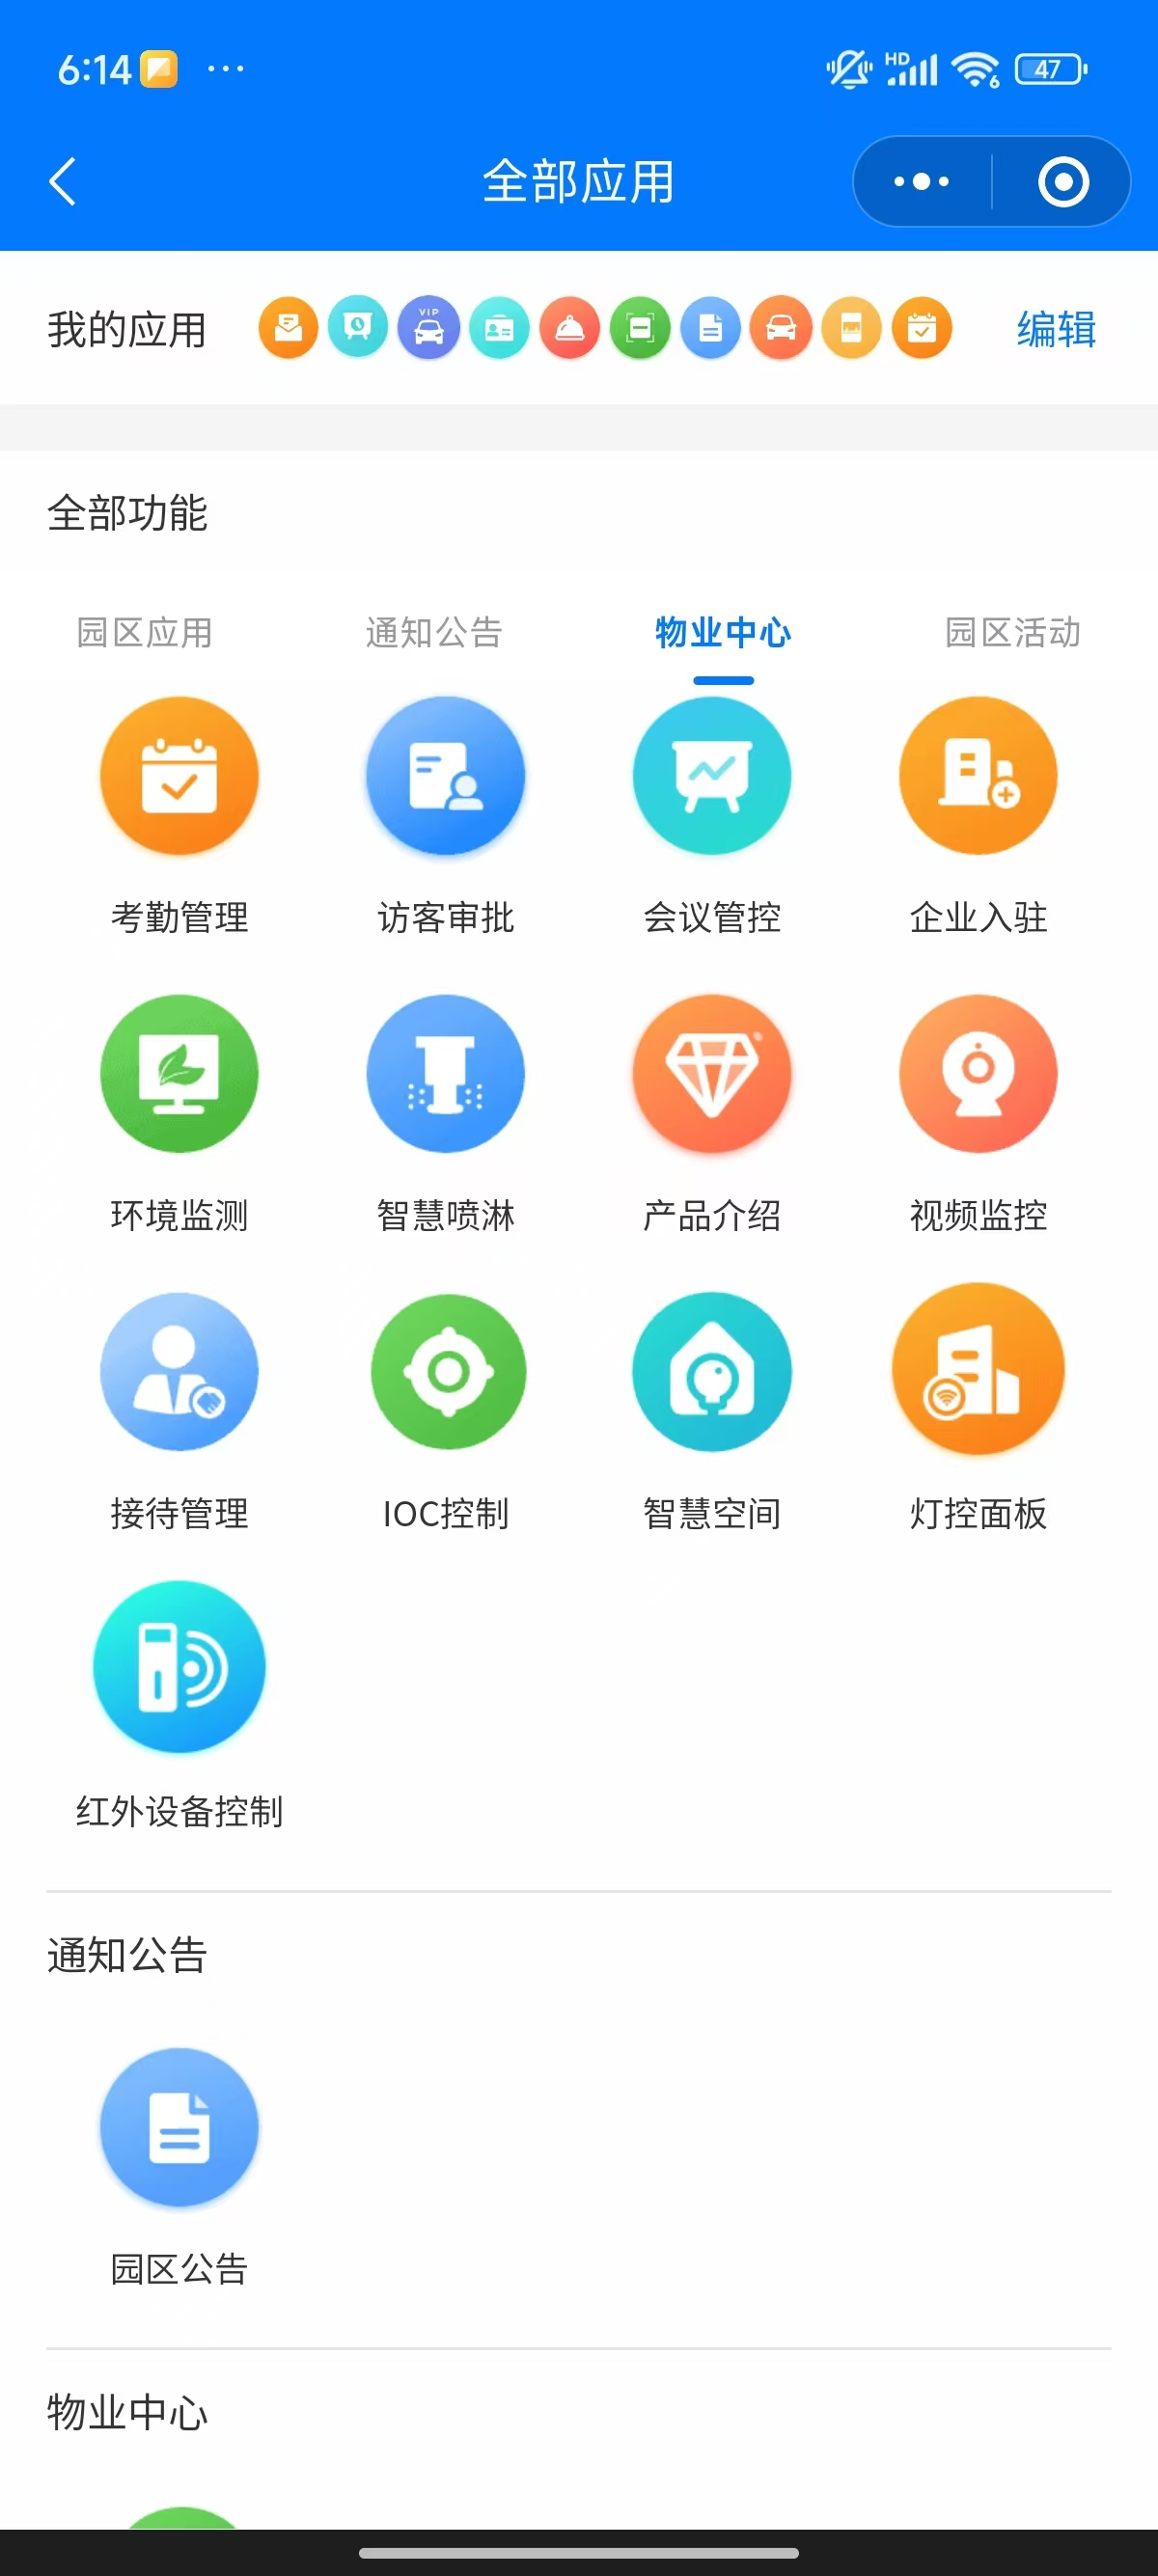 6:14 ... HD 6 47
全部应用
我的应用 VIP 编辑
全部功能
园区应用 通知公告 物业中心 园区活动
考勤管理 访客审批 会议管控 企业入驻
环境监测 智慧喷淋 产品介绍 视频监控
接待管理 IOC控制 智慧空间 灯控面板
红外设备控制
通知公告
园区公告
物业中心